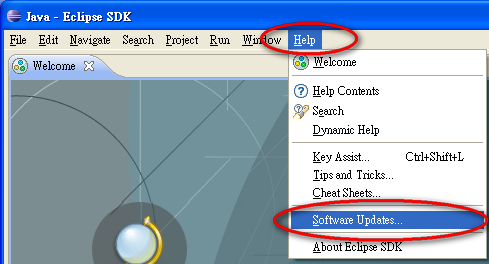 Java - Eclipse SDK
File Edit Navigate Search Project Run Window Help
Welcome
Welcome
Help Contents
Search
Dynamic Help
Key Assist... Ctrl+Shift+L
Tips and Tricks...
Cheat Sheets...
Software Updates...
About Eclipse SDK